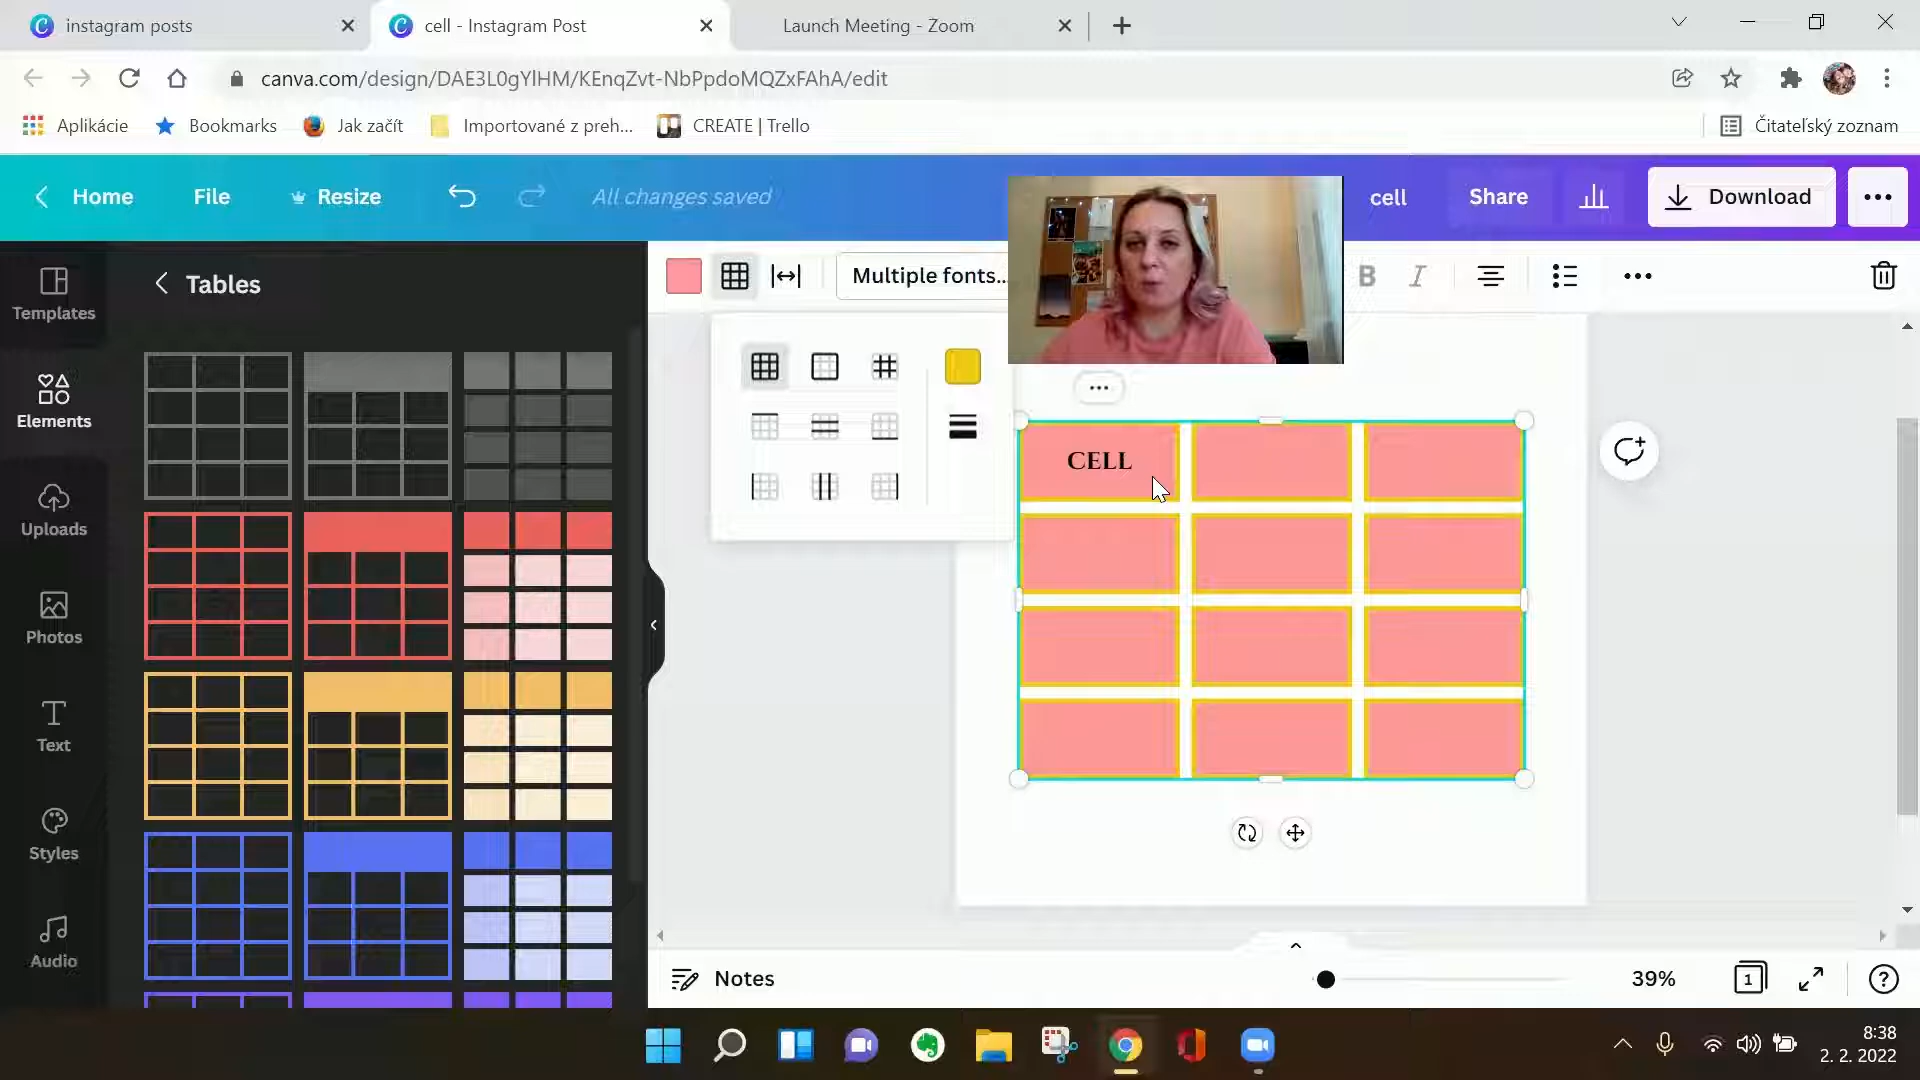 instagram posts
cell - Instagram Post
Launch Meeting - Zoom
canva.com/design/DAE3L0gYlHM/KEnqZvt-NbPpdoMQZxFAhA/edit
Aplikácie
Bookmarks
Jak začít
Importované z preh...
CREATE | Trello
Čitateľský zoznam
Home
File
Resize
All changes saved
cell
Share
Download
Templates
Elements
Uploads
Photos
Text
Styles
Audio
Tables
Multiple fonts...
B
I
CELL
Notes
39%
1
8:38
2. 2. 2022